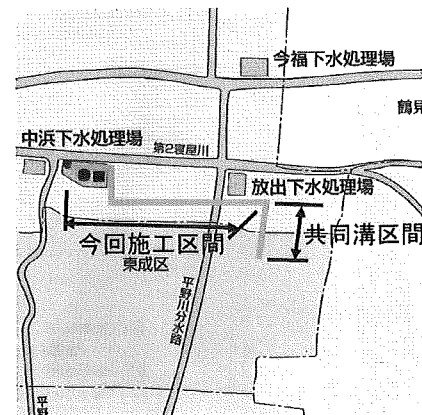 今福下水処理場
鶴見
中浜下水処理場
第2寝屋川
放出下水処理場
今回施工区間
共同溝区間
東成区
平野川分水路
平野